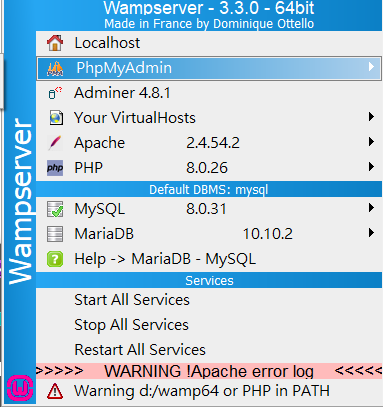 Wampserver - 3.3.0 - 64bit
Made in France by Dominique Ottello
Wampserver
Localhost
PhpMyAdmin
Adminer 4.8.1
Your VirtualHosts
Apache 2.4.54.2
php PHP 8.0.26
Default DBMS: mysql
MySQL 8.0.31
MariaDB 10.10.2
? Help -> MariaDB - MySQL
Services
Start All Services
Stop All Services
Restart All Services
>>>>> WARNING !Apache error log <<<<<
Warning d:/wamp64 or PHP in PATH